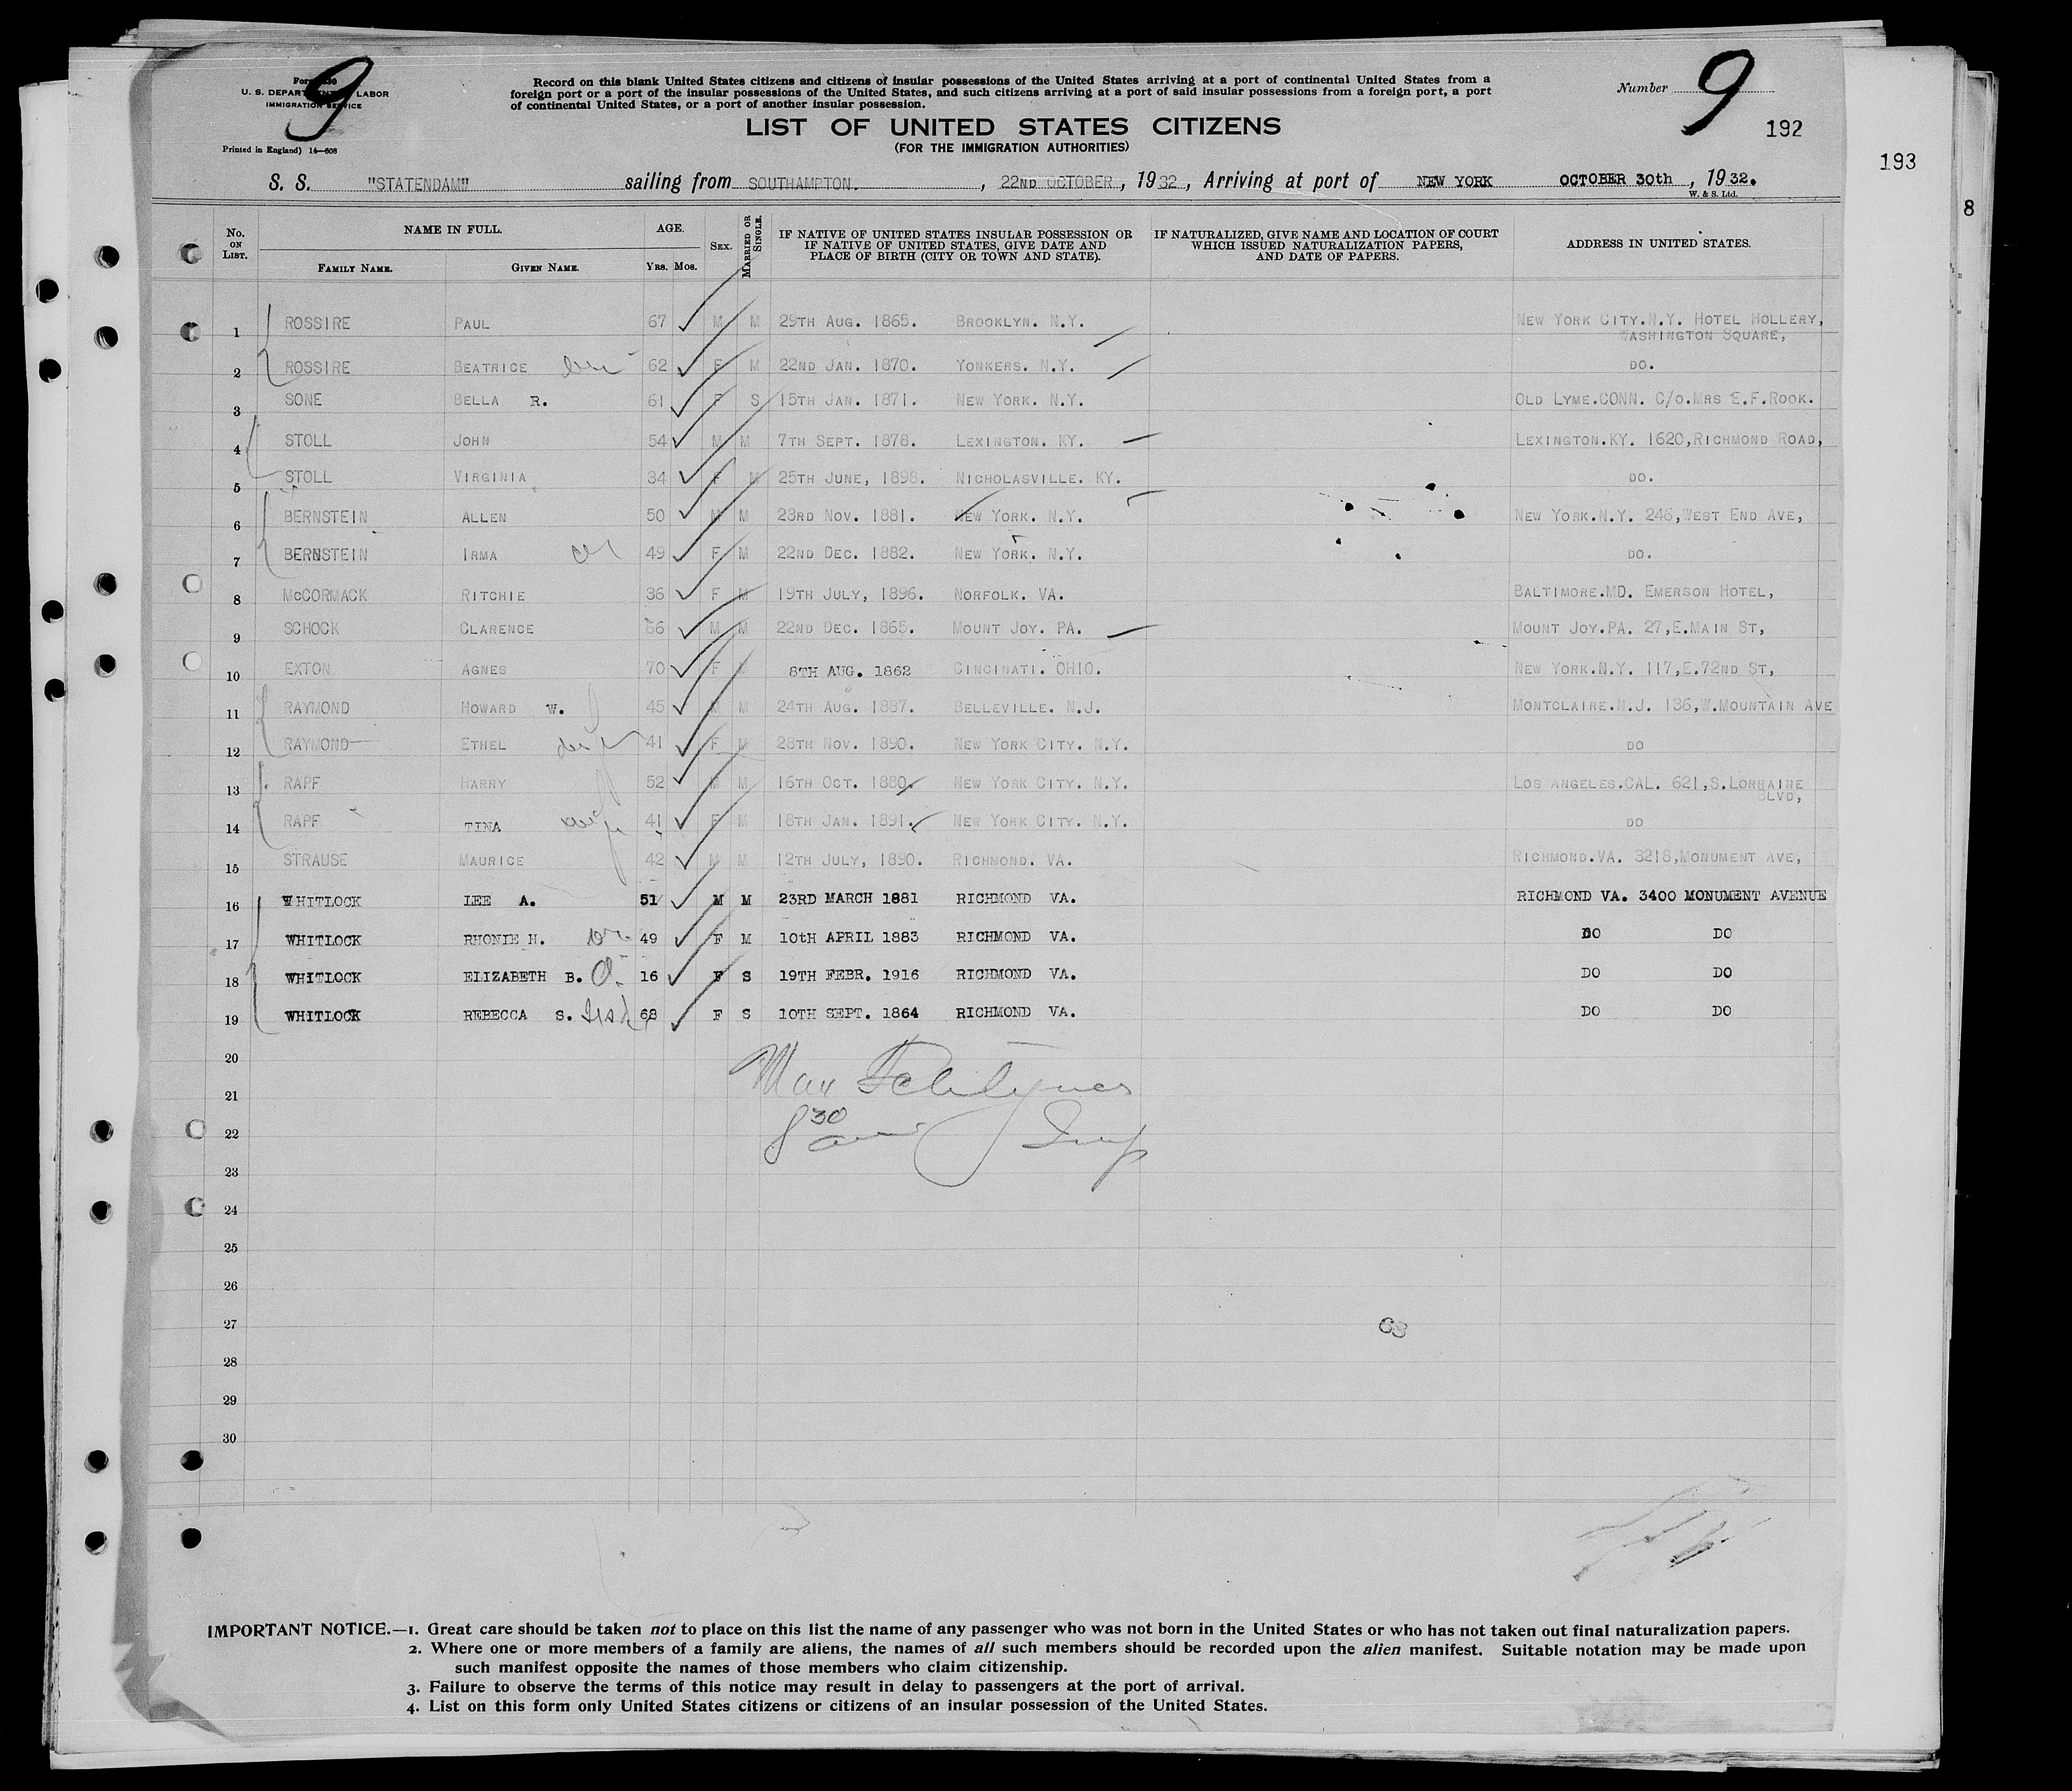 9
Form 630
U. S. DEPARTMENT OF LABOR
IMMIGRATION SERVICE
Printed in England) 14—608
Record on this blank United States citizens and citizens of insular possessions of the United States arriving at a port of continental United States from a
foreign port or a port of the insular possessions of the United States, and such citizens arriving at a port of said insular possessions from a foreign port, a port
of continental United States, or a port of another insular possession.
Number 9
192
193
8
LIST OF UNITED STATES CITIZENS
(FOR THE IMMIGRATION AUTHORITIES)
S. S. "STATENDAM" sailing from SOUTHAMPTON. , 22ND OCTOBER , 1932 , Arriving at port of NEW YORK OCTOBER 30th , 1932.
W. & S. Ltd.
No. ON LIST. NAME IN FULL. AGE. SEX. MARRIED OR SINGLE. IF NATIVE OF UNITED STATES INSULAR POSSESSION OR IF NATIVE OF UNITED STATES, GIVE DATE AND PLACE OF BIRTH (CITY OR TOWN AND STATE). IF NATURALIZED, GIVE NAME AND LOCATION OF COURT WHICH ISSUED NATURALIZATION PAPERS, AND DATE OF PAPERS. ADDRESS IN UNITED STATES.
FAMILY NAME. GIVEN NAME. YRS. MOS.
1 ROSSIRE PAUL 67 M M 29TH AUG. 1865. BROOKLYN. N.Y. NEW YORK CITY.N.Y. HOTEL HOLLERY,
WASHINGTON SQUARE,
2 ROSSIRE BEATRICE 62 F M 22ND JAN. 1870. YONKERS. N.Y. DO.
3 SONE BELLA R. 61 F S 15TH JAN. 1871. NEW YORK. N.Y. OLD LYME.CONN. C/O.MRS E.F.ROOK.
4 STOLL JOHN 54 M M 7TH SEPT. 1878. LEXINGTON. KY. LEXINGTON.KY. 1620,RICHMOND ROAD,
5 STOLL VIRGINIA 34 F M 25TH JUNE, 1898. NICHOLASVILLE. KY. DO.
6 BERNSTEIN ALLEN 50 M M 23RD NOV. 1881. NEW YORK. N.Y. NEW YORK.N.Y. 246,WEST END AVE,
7 BERNSTEIN IRMA 49 F M 22ND DEC. 1882. NEW YORK. N.Y. DO.
8 McCORMACK RITCHIE 36 F M 19TH JULY, 1896. NORFOLK. VA. BALTIMORE.MD. EMERSON HOTEL,
9 SCHOCK CLARENCE 66 M M 22ND DEC. 1865. MOUNT JOY. PA. MOUNT JOY.PA. 27,E.MAIN ST,
10 EXTON AGNES 70 F 8TH AUG. 1862 CINCINATI. OHIO. NEW YORK.N.Y. 117,E.72ND ST,
11 RAYMOND HOWARD W. 45 M M 24TH AUG. 1887. BELLEVILLE. N.J. MONTCLAIRE.N.J. 136,W.MOUNTAIN AVE
12 RAYMOND ETHEL 41 F M 28TH NOV. 1890. NEW YORK CITY. N.Y. DO
13 RAPF HARRY 52 M M 16TH OCT. 1880. NEW YORK CITY. N.Y. LOS ANGELES.CAL. 621,S.LORRAINE
BLVD,
14 RAPF TINA wife 41 F M 18TH JAN. 1891. NEW YORK CITY. N.Y. DO
15 STRAUSE MAURICE 42 M M 12TH JULY, 1890. RICHMOND. VA. RICHMOND.VA. 3218,MONUMENT AVE,
16 WHITLOCK LEE A. 51 M M 23RD MARCH 1881 RICHMOND VA. RICHMOND VA. 3400 MONUMENT AVENUE
17 WHITLOCK RHONIE H. 49 F M 10tH APRIL 1883 RICHMOND VA. DO DO
18 WHITLOCK ELIZABETH B. 16 F S 19TH FEBR. 1916 RICHMOND VA. DO DO
19 WHITLOCK REBECCA S. 68 F S 10TH SEPT. 1864 RICHMOND VA. DO DO
20
21 Max
22 8 30 Insp
23
24
25
26
27 63
28
29
30
IMPORTANT NOTICE.—1. Great care should be taken not to place on this list the name of any passenger who was not born in the United States or who has not taken out final naturalization papers.
2. Where one or more members of a family are aliens, the names of all such members should be recorded upon the alien manifest. Suitable notation may be made upon
such manifest opposite the names of those members who claim citizenship.
3. Failure to observe the terms of this notice may result in delay to passengers at the port of arrival.
4. List on this form only United States citizens or citizens of an insular possession of the United States.